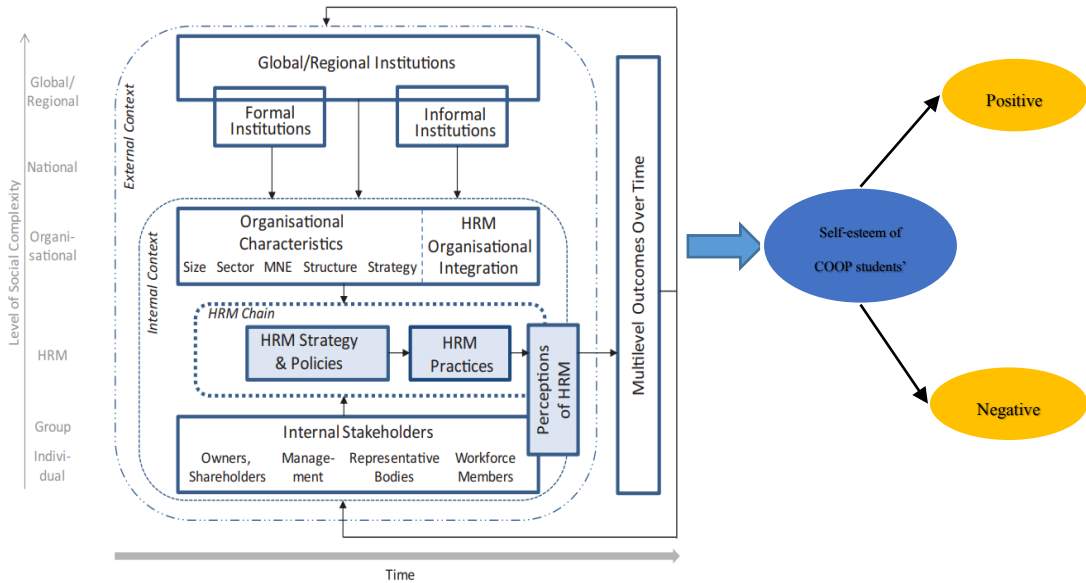 Level of Social Complexity
Global/
Regional
National
Organi-
sational
HRM
Group
Indivi-
dual
External Context
Global/Regional Institutions
Formal
Institutions
Informal
Institutions
Internal Context
Organisational
Characteristics
Size Sector MNE Structure Strategy
HRM
Organisational
Integration
HRM Chain
HRM Strategy
& Policies
HRM
Practices
Perceptions
of HRM
Internal Stakeholders
Owners,
Shareholders
Manage-
ment
Representative
Bodies
Workforce
Members
Multilevel Outcomes Over Time
Time
Positive
Self-esteem of
COOP students’
Negative